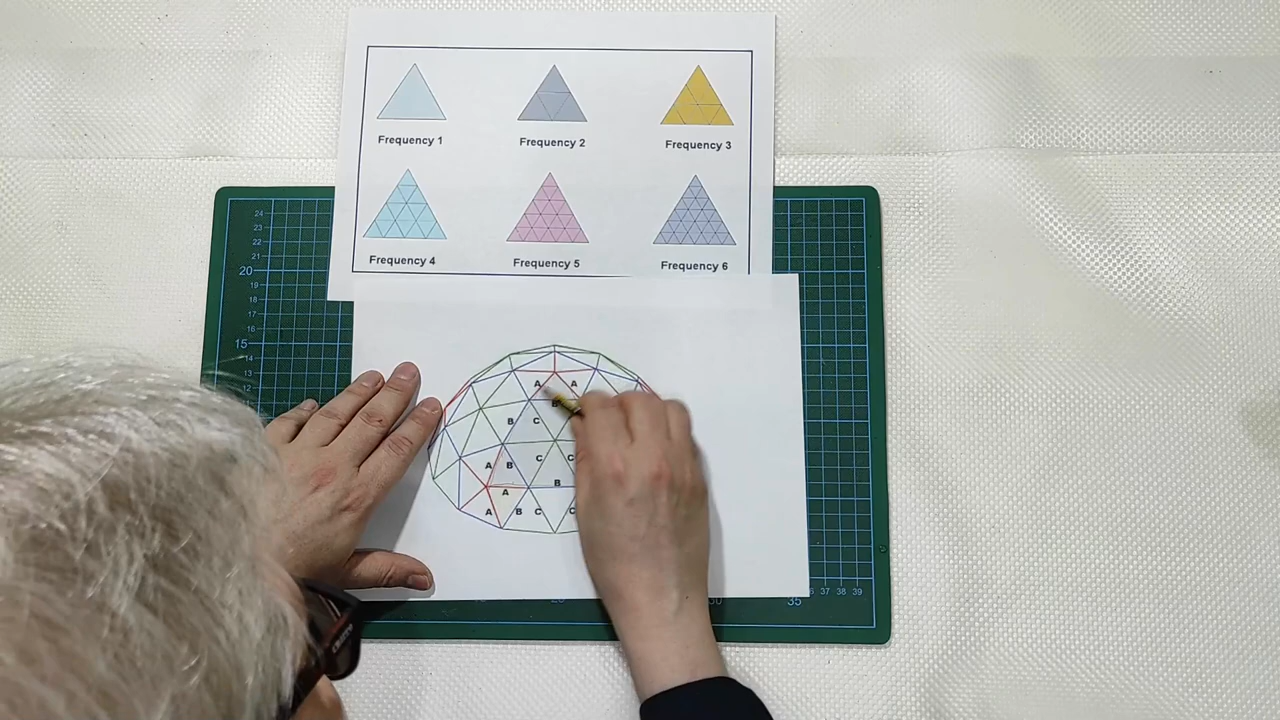 Frequency 1 Frequency 2 Frequency 3
Frequency 4 Frequency 5 Frequency 6
24
23
22
21
20
19
18
17
16
15
14
13
12
A A
B
B C
C C
A B
B
A
A B C C
35 37 38 39